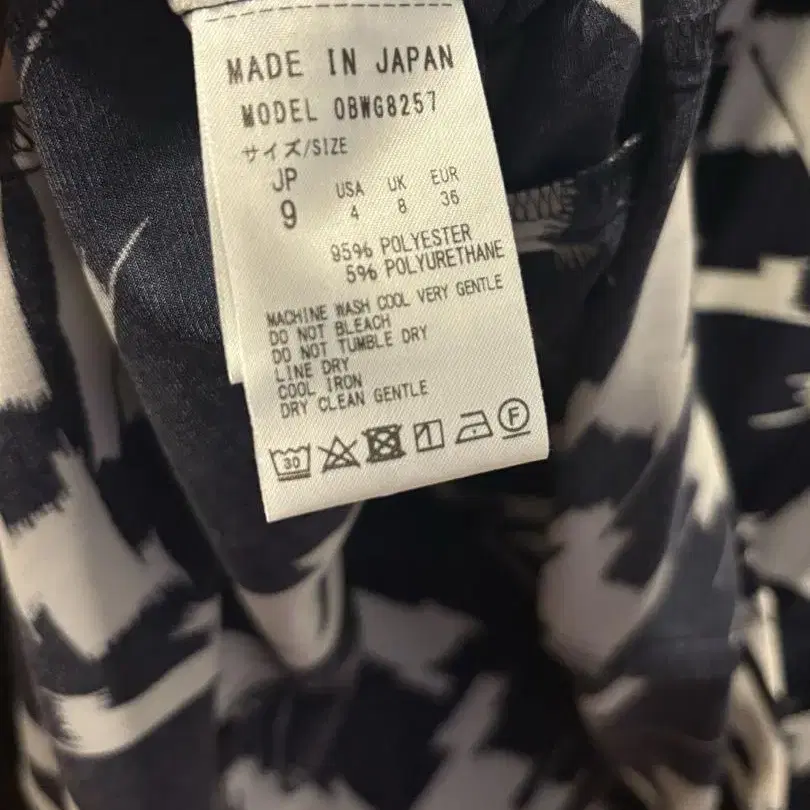 MADE IN JAPAN
MODEL OBWG8257
サイズ/SIZE
JP USA UK EUR
9 4 8 36
95% POLYESTER
5% POLYURETHANE
MACHINE WASH COOL VERY GENTLE
DO NOT BLEACH
DO NOT TUMBLE DRY
LINE DRY
COOL IRON
DRY CLEAN GENTLE
30 F